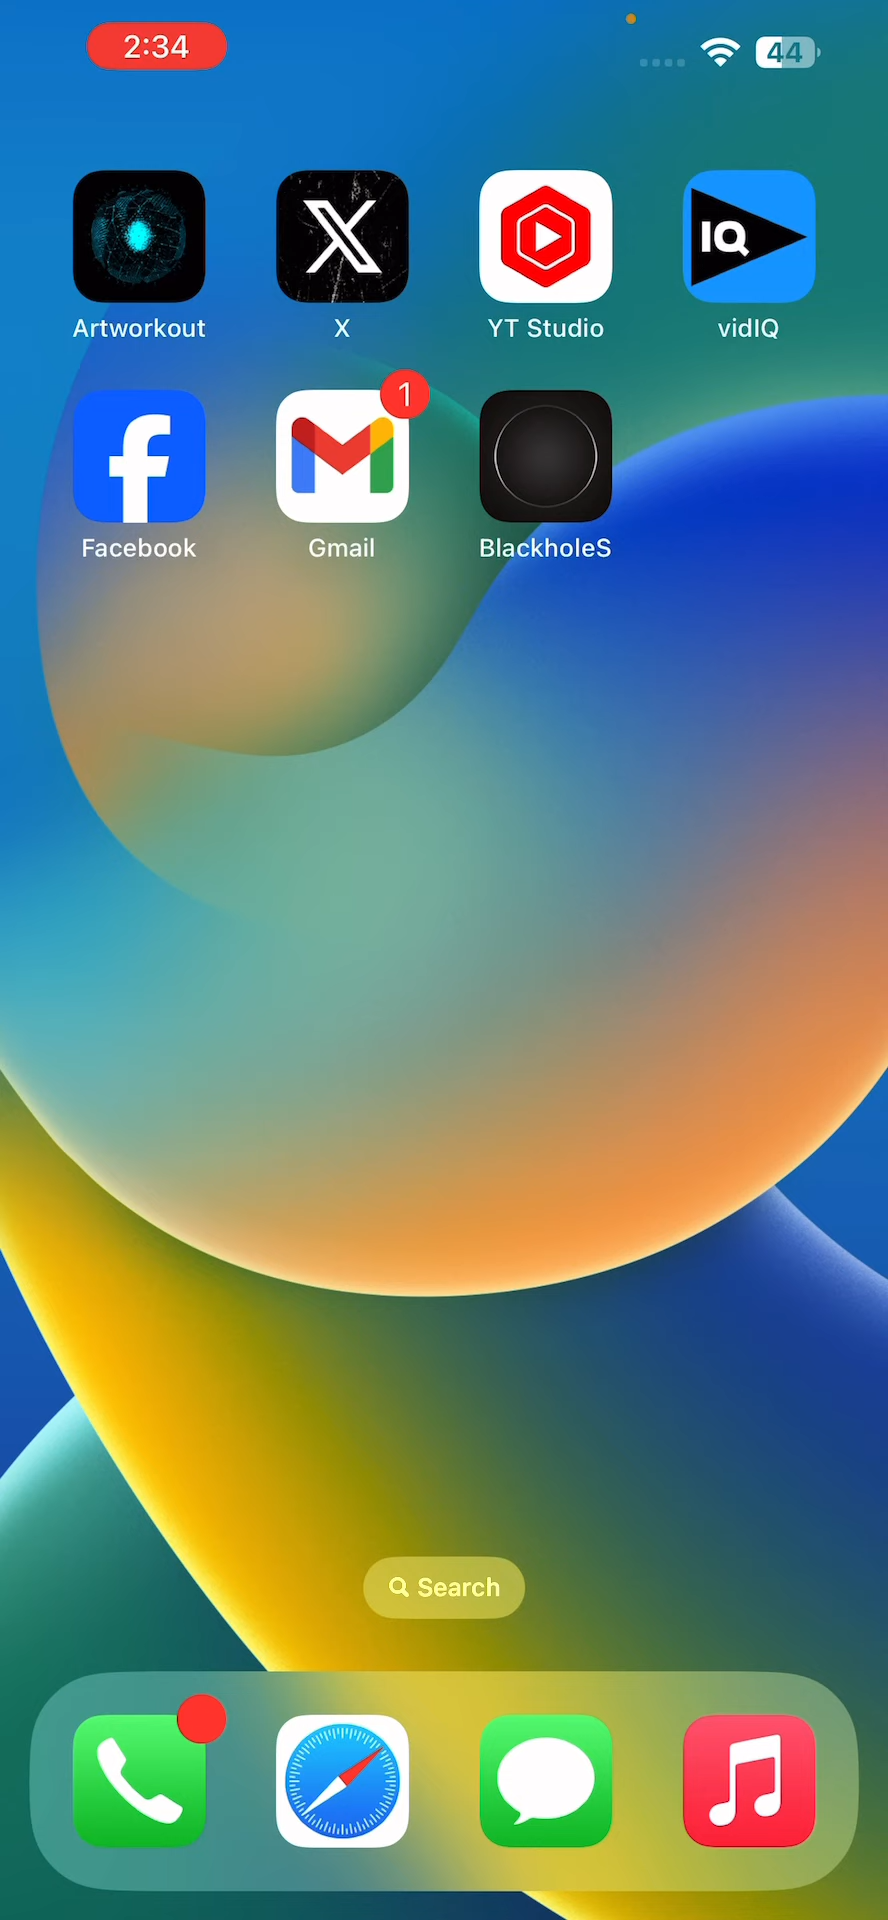 2:34
44
IQ
Artworkout
X
YT Studio
vidIQ
1
Facebook
Gmail
BlackholeS
Search